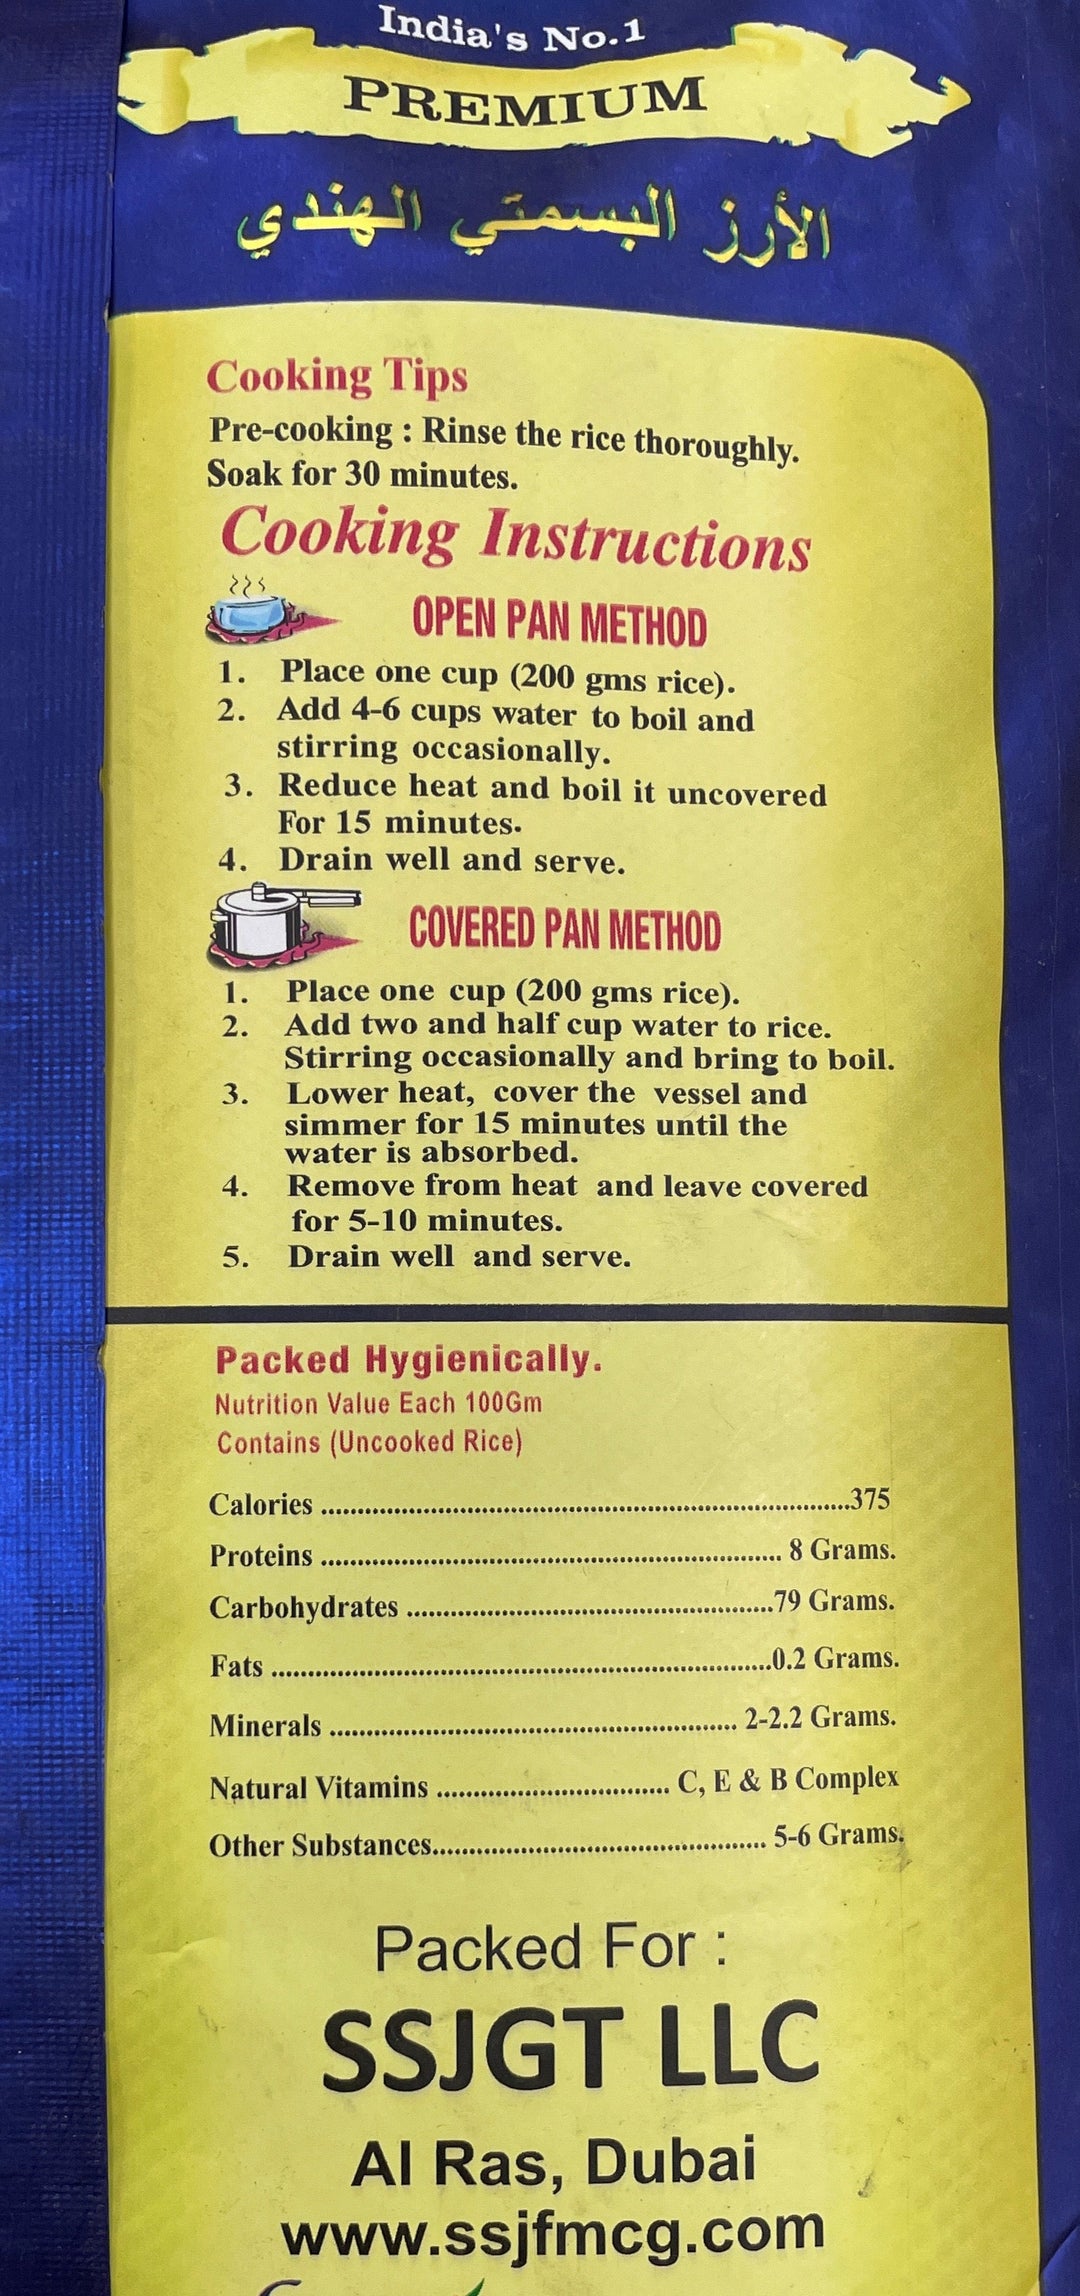 India's No.1
PREMIUM
الأرز البسمتي الهندي
Cooking Tips
Pre-cooking : Rinse the rice thoroughly.
Soak for 30 minutes.
Cooking Instructions
OPEN PAN METHOD
1. Place one cup (200 gms rice).
2. Add 4-6 cups water to boil and
stirring occasionally.
3. Reduce heat and boil it uncovered
For 15 minutes.
4. Drain well and serve.
COVERED PAN METHOD
1. Place one cup (200 gms rice).
2. Add two and half cup water to rice.
Stirring occasionally and bring to boil.
3. Lower heat, cover the vessel and
simmer for 15 minutes until the
water is absorbed.
4. Remove from heat and leave covered
for 5-10 minutes.
5. Drain well and serve.
Packed Hygienically.
Nutrition Value Each 100Gm
Contains (Uncooked Rice)
Calories ........................................375
Proteins ........................................ 8 Grams.
Carbohydrates ........................................79 Grams.
Fats ........................................0.2 Grams.
Minerals ........................................ 2-2.2 Grams.
Natural Vitamins ................................ C, E & B Complex
Other Substances........................................ 5-6 Grams.
Packed For :
SSJGT LLC
Al Ras, Dubai
www.ssjfmcg.com